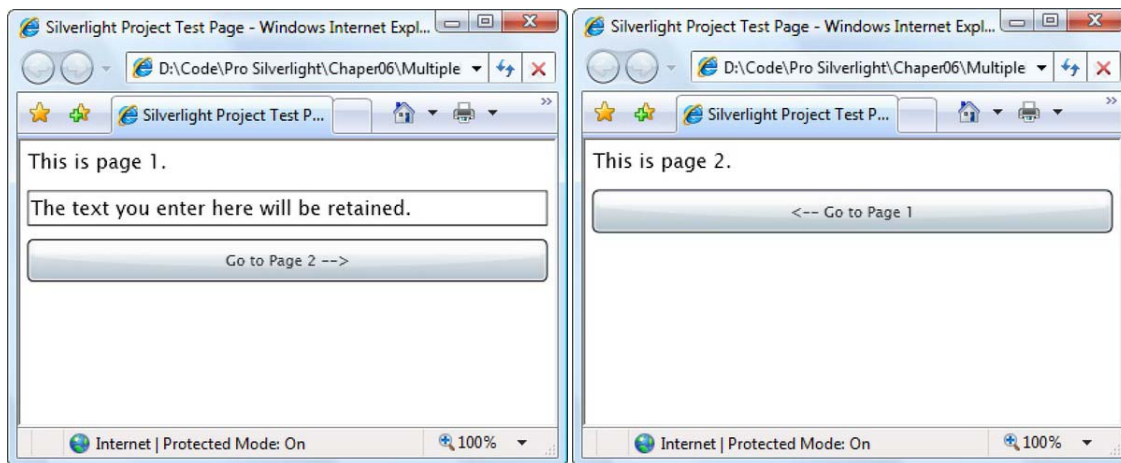 Silverlight Project Test Page - Windows Internet Expl...
D:\Code\Pro Silverlight\Chaper06\Multiple
Silverlight Project Test P...
This is page 1.
The text you enter here will be retained.
Go to Page 2 -->
Internet | Protected Mode: On
100%
Silverlight Project Test Page - Windows Internet Expl...
D:\Code\Pro Silverlight\Chaper06\Multiple
Silverlight Project Test P...
This is page 2.
<-- Go to Page 1
Internet | Protected Mode: On
100%